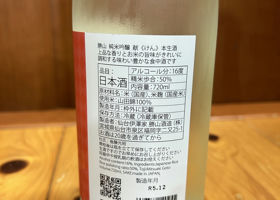 勝山 純米吟醸 献《けん》本生酒
上品な香りとお米の旨味がきれいに
調和する味わい豊かな食中酒です
日本酒
アルコール分:16度
精米歩合:50%
内容量:720ml
原材料名:米(国産)、米麹(国産米)
使用米:山田錦100%
製造年月:枠外に記載
保存方法:冷蔵(冷蔵庫保管)
仙台伊澤家 勝山酒造(株)
宮城県仙台市泉区福岡字二又25-1
お酒は20歳を過ぎてから
製造年月
R5.12